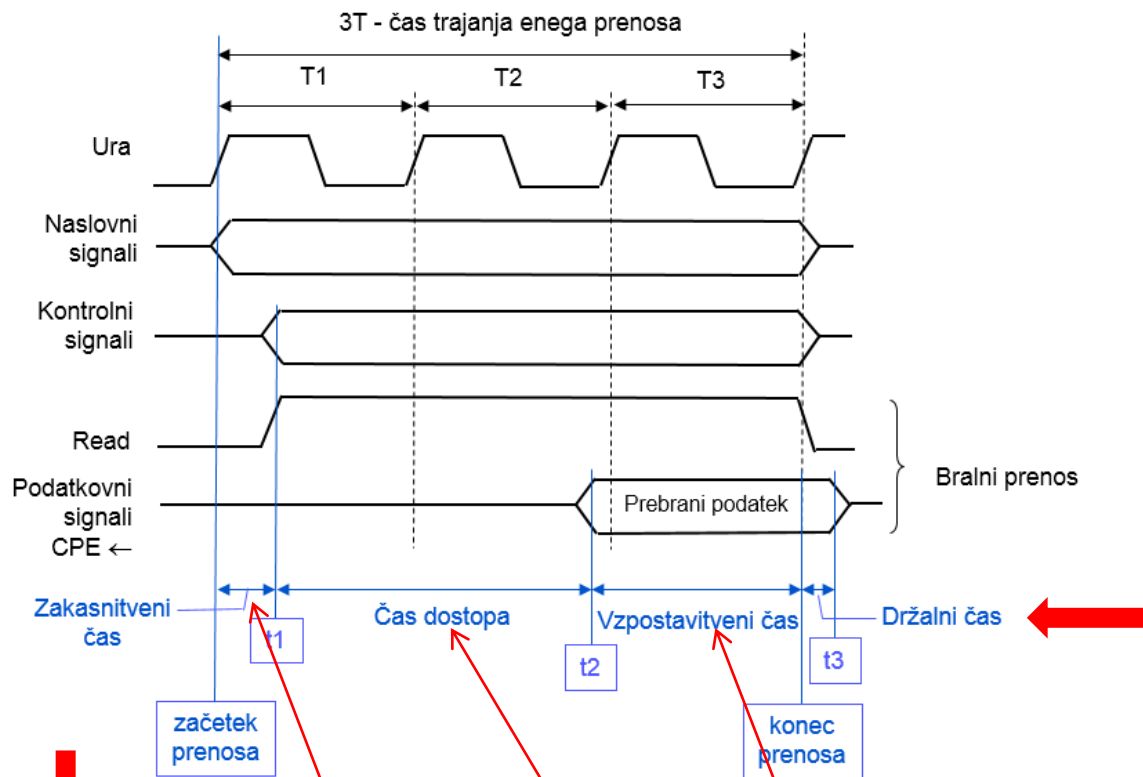 3T - čas trajanja enega prenosa
T1
T2
T3
Ura
Naslovni
signali
Kontrolni
signali
Read
Bralni prenos
Podatkovni
signali
CPE ←
Prebrani podatek
Zakasnitveni
čas
t1
Čas dostopa
t2
Vzpostavitveni čas
Držalni čas
t3
začetek
prenosa
konec
prenosa